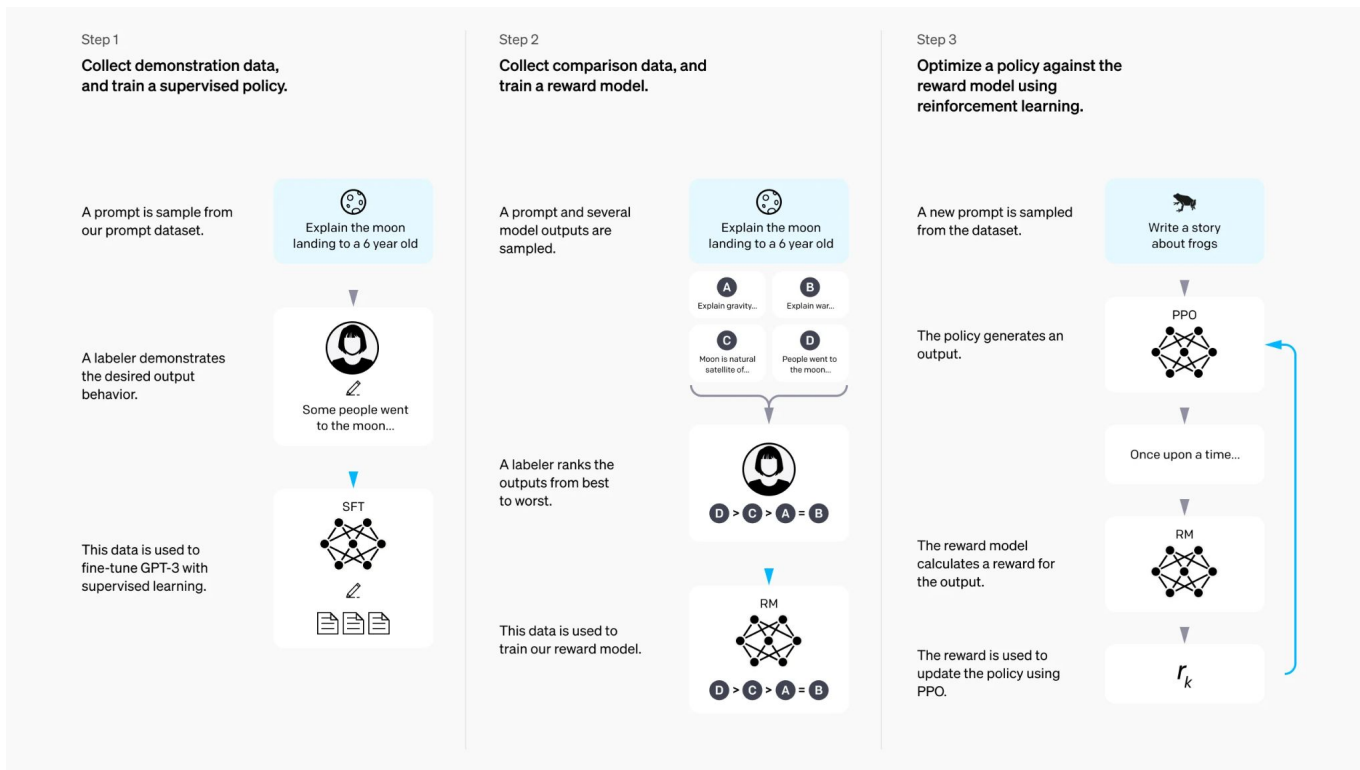 Step 1
Collect demonstration data,
and train a supervised policy.
A prompt is sample from
our prompt dataset.
Explain the moon
landing to a 6 year old
A labeler demonstrates
the desired output
behavior.
Some people went
to the moon...
This data is used to
fine-tune GPT-3 with
supervised learning.
SFT
Step 2
Collect comparison data, and
train a reward model.
A prompt and several
model outputs are
sampled.
Explain the moon
landing to a 6 year old
A
Explain gravity...
B
Explain war...
C
Moon is natural
satellite of...
D
People went to
the moon...
A labeler ranks the
outputs from best
to worst.
D > C > A = B
This data is used to
train our reward model.
RM
D > C > A = B
Step 3
Optimize a policy against the
reward model using
reinforcement learning.
A new prompt is sampled
from the dataset.
Write a story
about frogs
The policy generates an
output.
PPO
Once upon a time...
The reward model
calculates a reward for
the output.
RM
The reward is used to
update the policy using
PPO.
rk